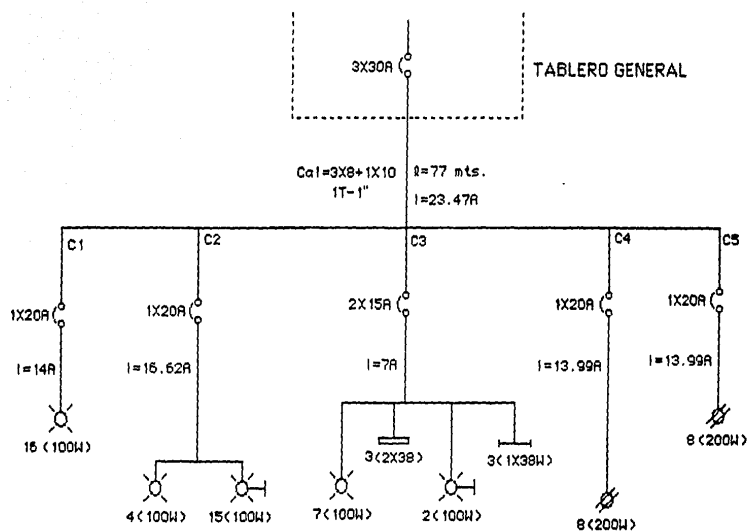 3X30A
TABLERO GENERAL
Cal=3X8+1X10
1T-1"
l=77 mts.
I=23.47A
C1
C2
C3
C4
C5
1X20A
1X20A
2X15A
1X20A
1X20A
I=14A
I=16.62A
I=7A
I=13.99A
I=13.99A
16(100W)
4(100W)
15(100W)
7(100W)
3(2X38)
2(100W)
3(1X38W)
8(200W)
8(200W)